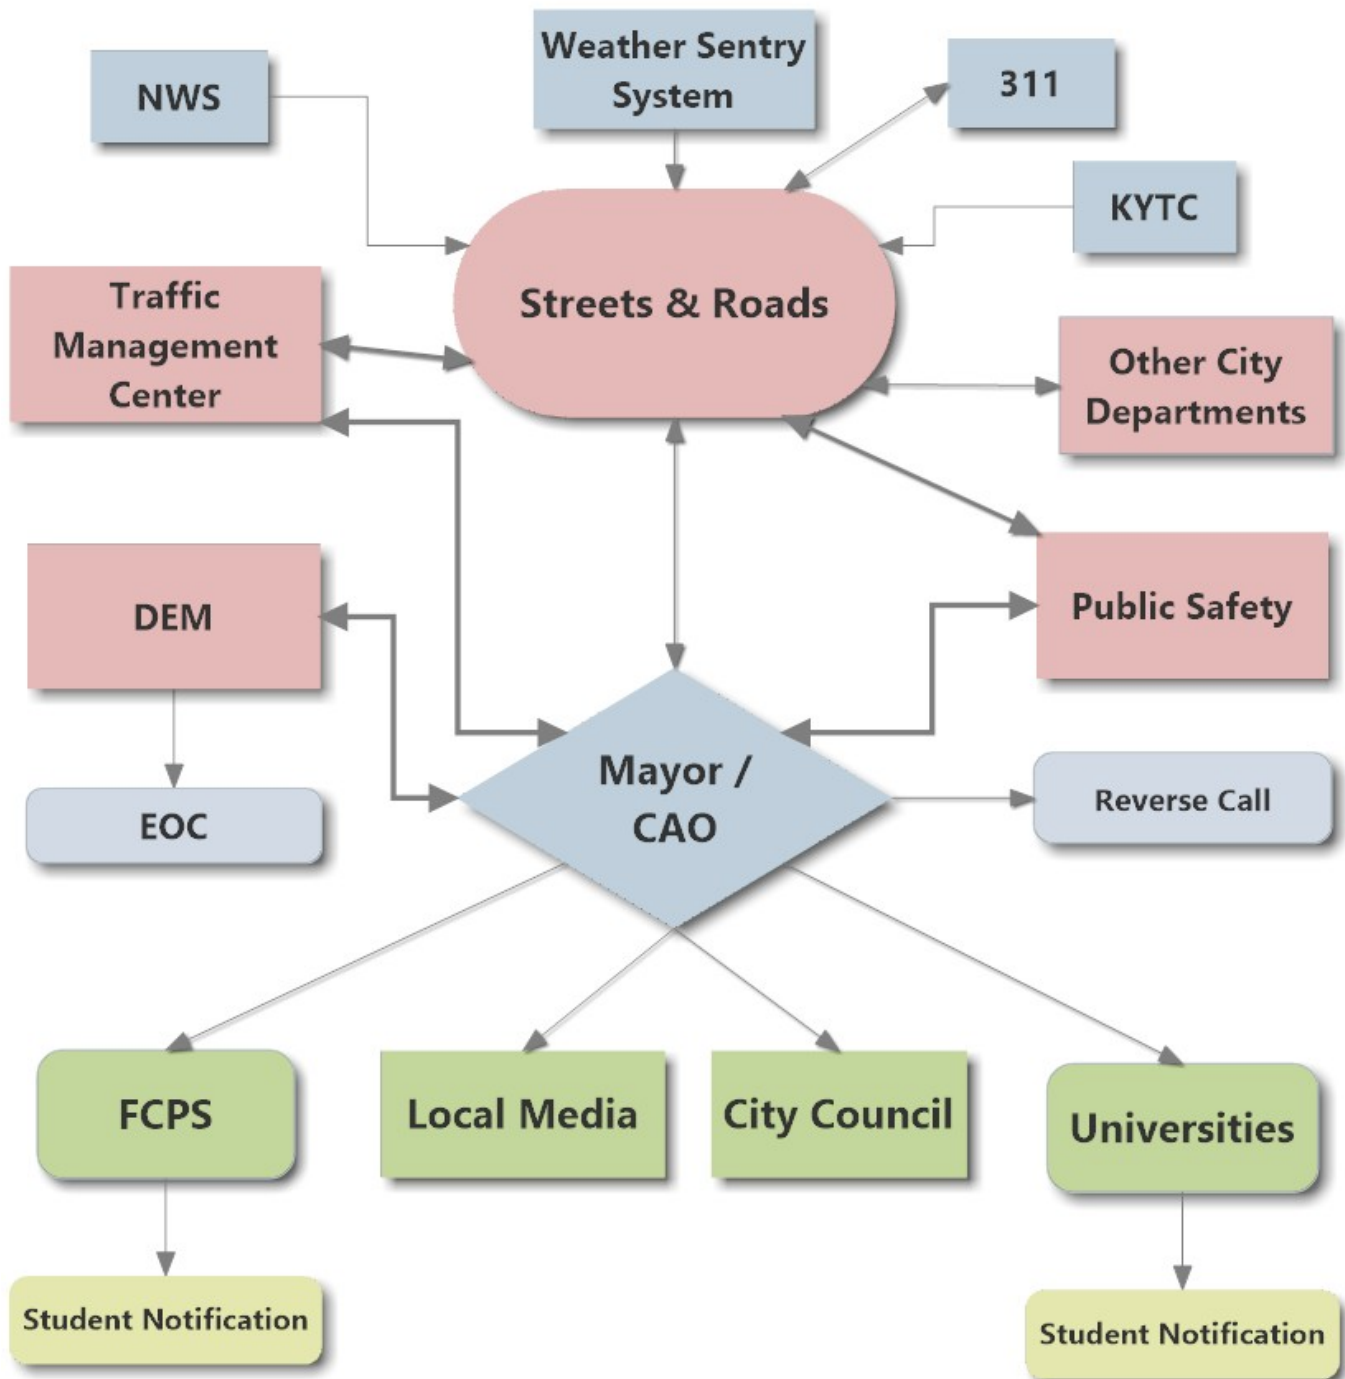 Weather Sentry
System
NWS
311
KYTC
Streets & Roads
Traffic
Management
Center
Other City
Departments
DEM
Public Safety
Mayor /
CAO
EOC
Reverse Call
FCPS
Local Media
City Council
Universities
Student Notification
Student Notification